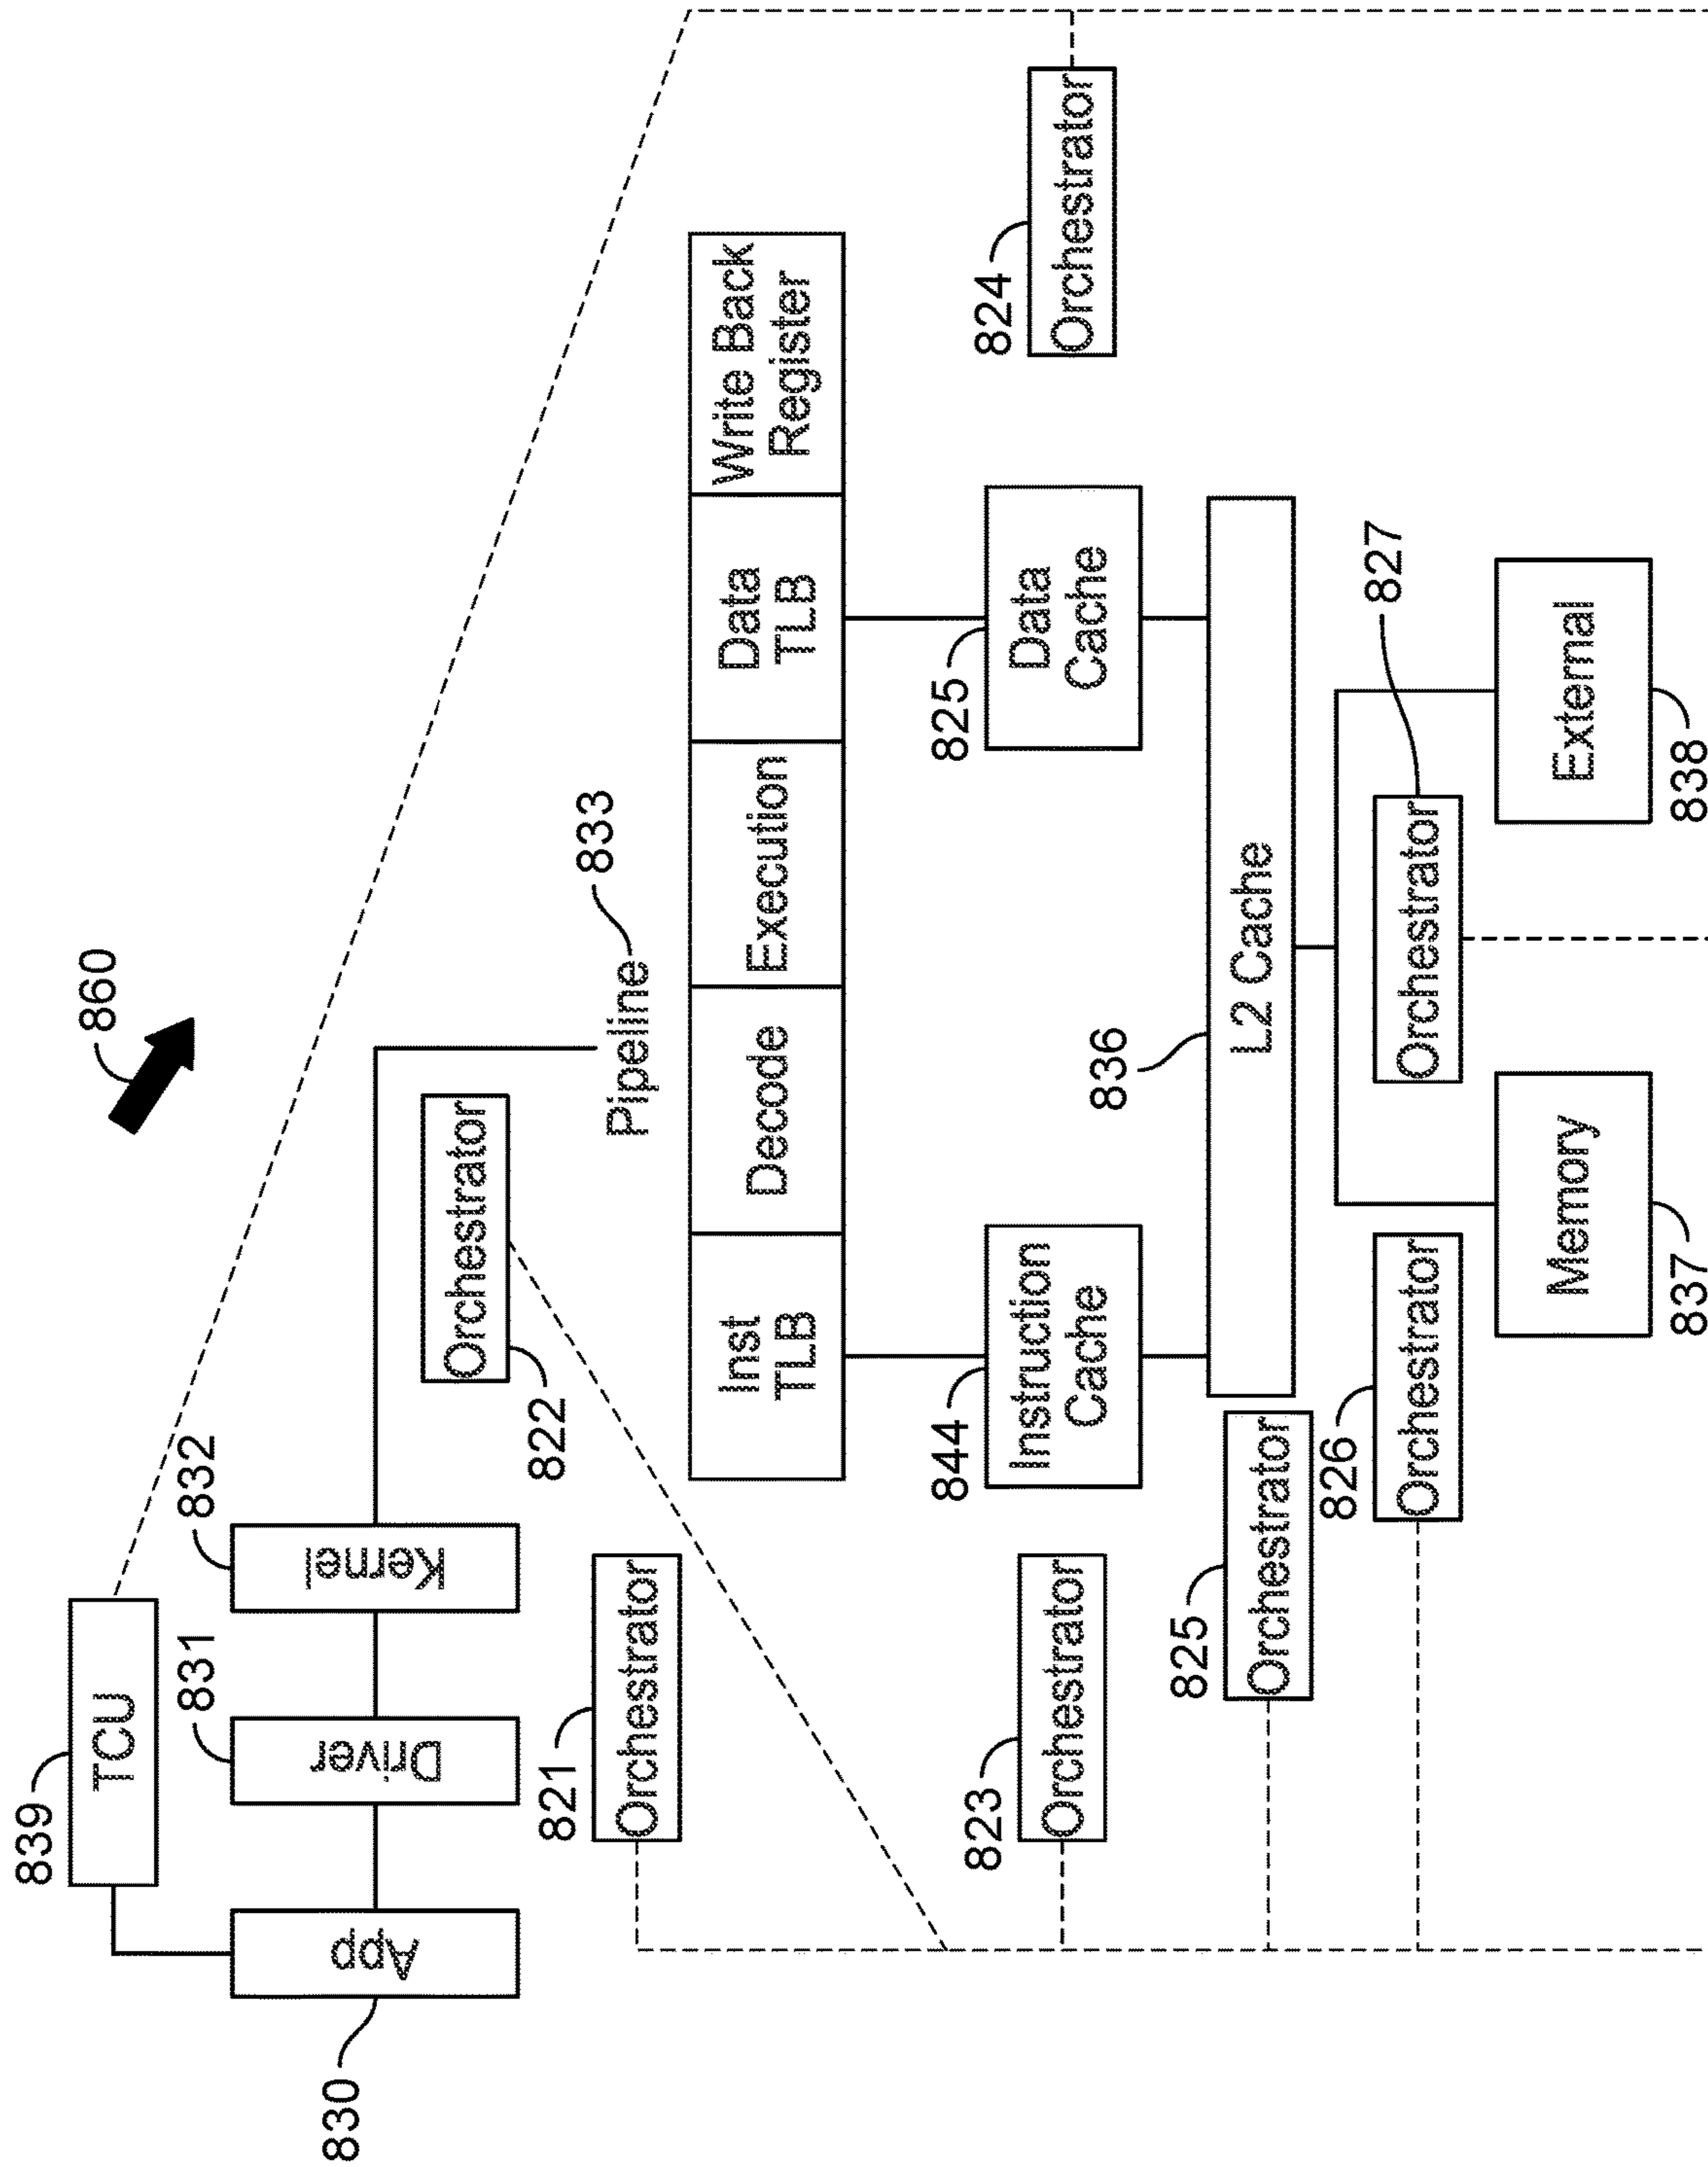 860
839
TCU
830
App
831
Driver
832
Kernel
822
Orchestrator
821
Orchestrator
Pipeline
833
Inst
TLB
Decode
Execution
Data
TLB
Write Back
Register
823
Orchestrator
844
Instruction
Cache
825
Data
Cache
824
Orchestrator
825
Orchestrator
836
L2 Cache
826
Orchestrator
Orchestrator
827
Memory
837
External
838